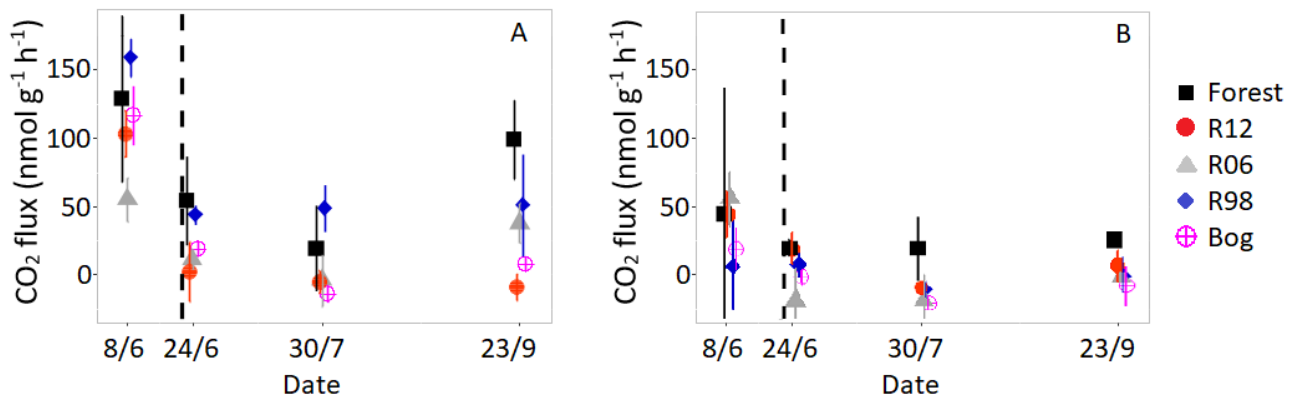 A
CO₂ flux (nmol g⁻¹ h⁻¹)
150
100
50
0
8/6 24/6 30/7 23/9
Date
B
CO₂ flux (nmol g⁻¹ h⁻¹)
150
100
50
0
8/6 24/6 30/7 23/9
Date
Forest
R12
R06
R98
Bog